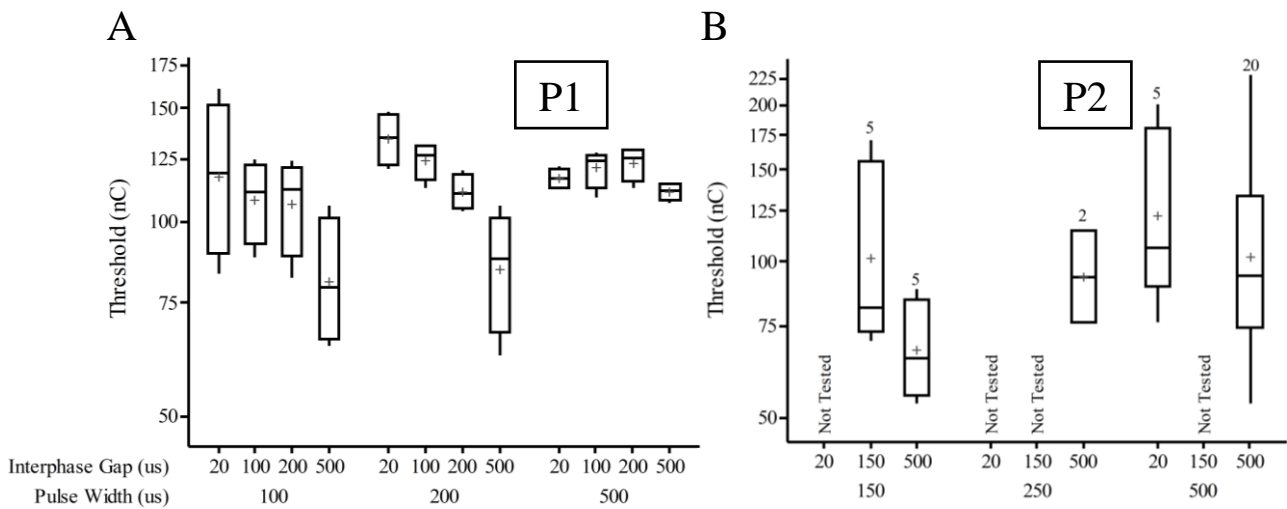 A
B
P1
P2
Threshold (nC)
175
150
125
100
75
50
Interphase Gap (us)
20 100 200 500 20 100 200 500 20 100 200 500
Pulse Width (us)
100 200 500
Threshold (nC)
225
200
175
150
125
100
75
50
5
5
2
5
20
Not Tested
Not Tested
Not Tested
Not Tested
20 150 500 20 150 500 20 150 500
150 250 500